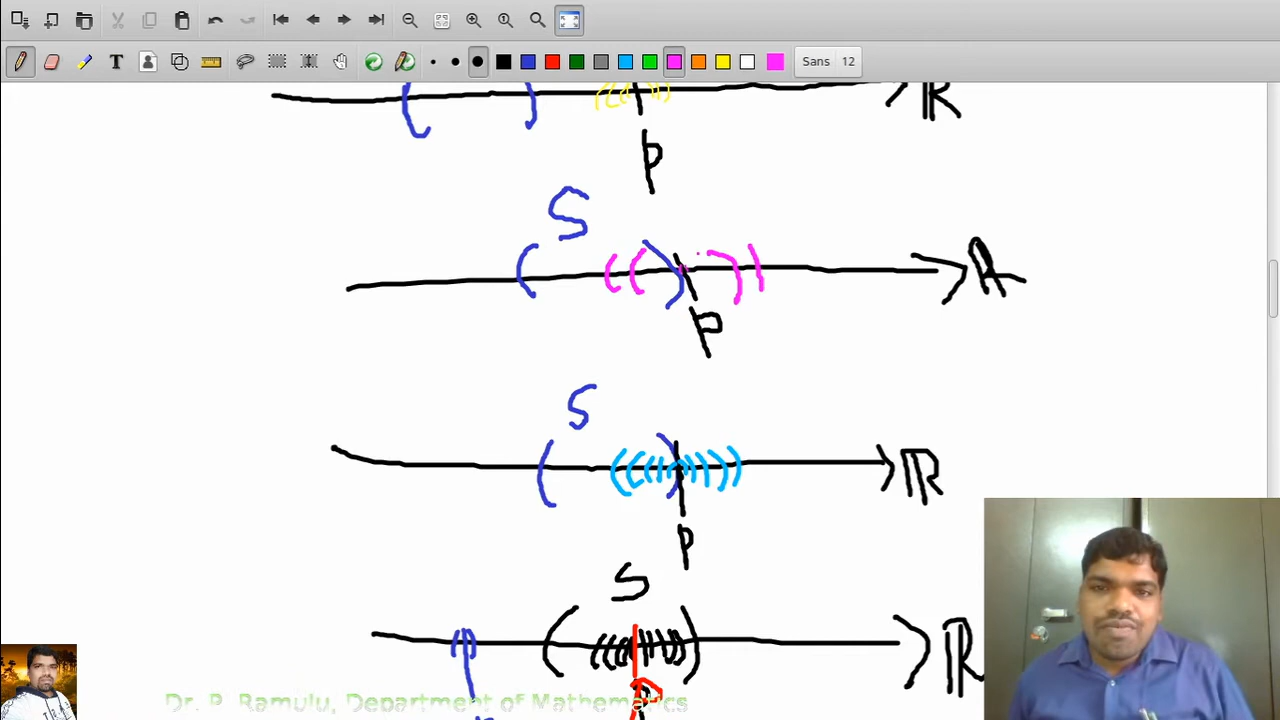 Sans 12
ℝ
P
S
ℝ
P
S
ℝ
P
S
ℝ
P
Dr. P. Ramulu, Department of Mathematics